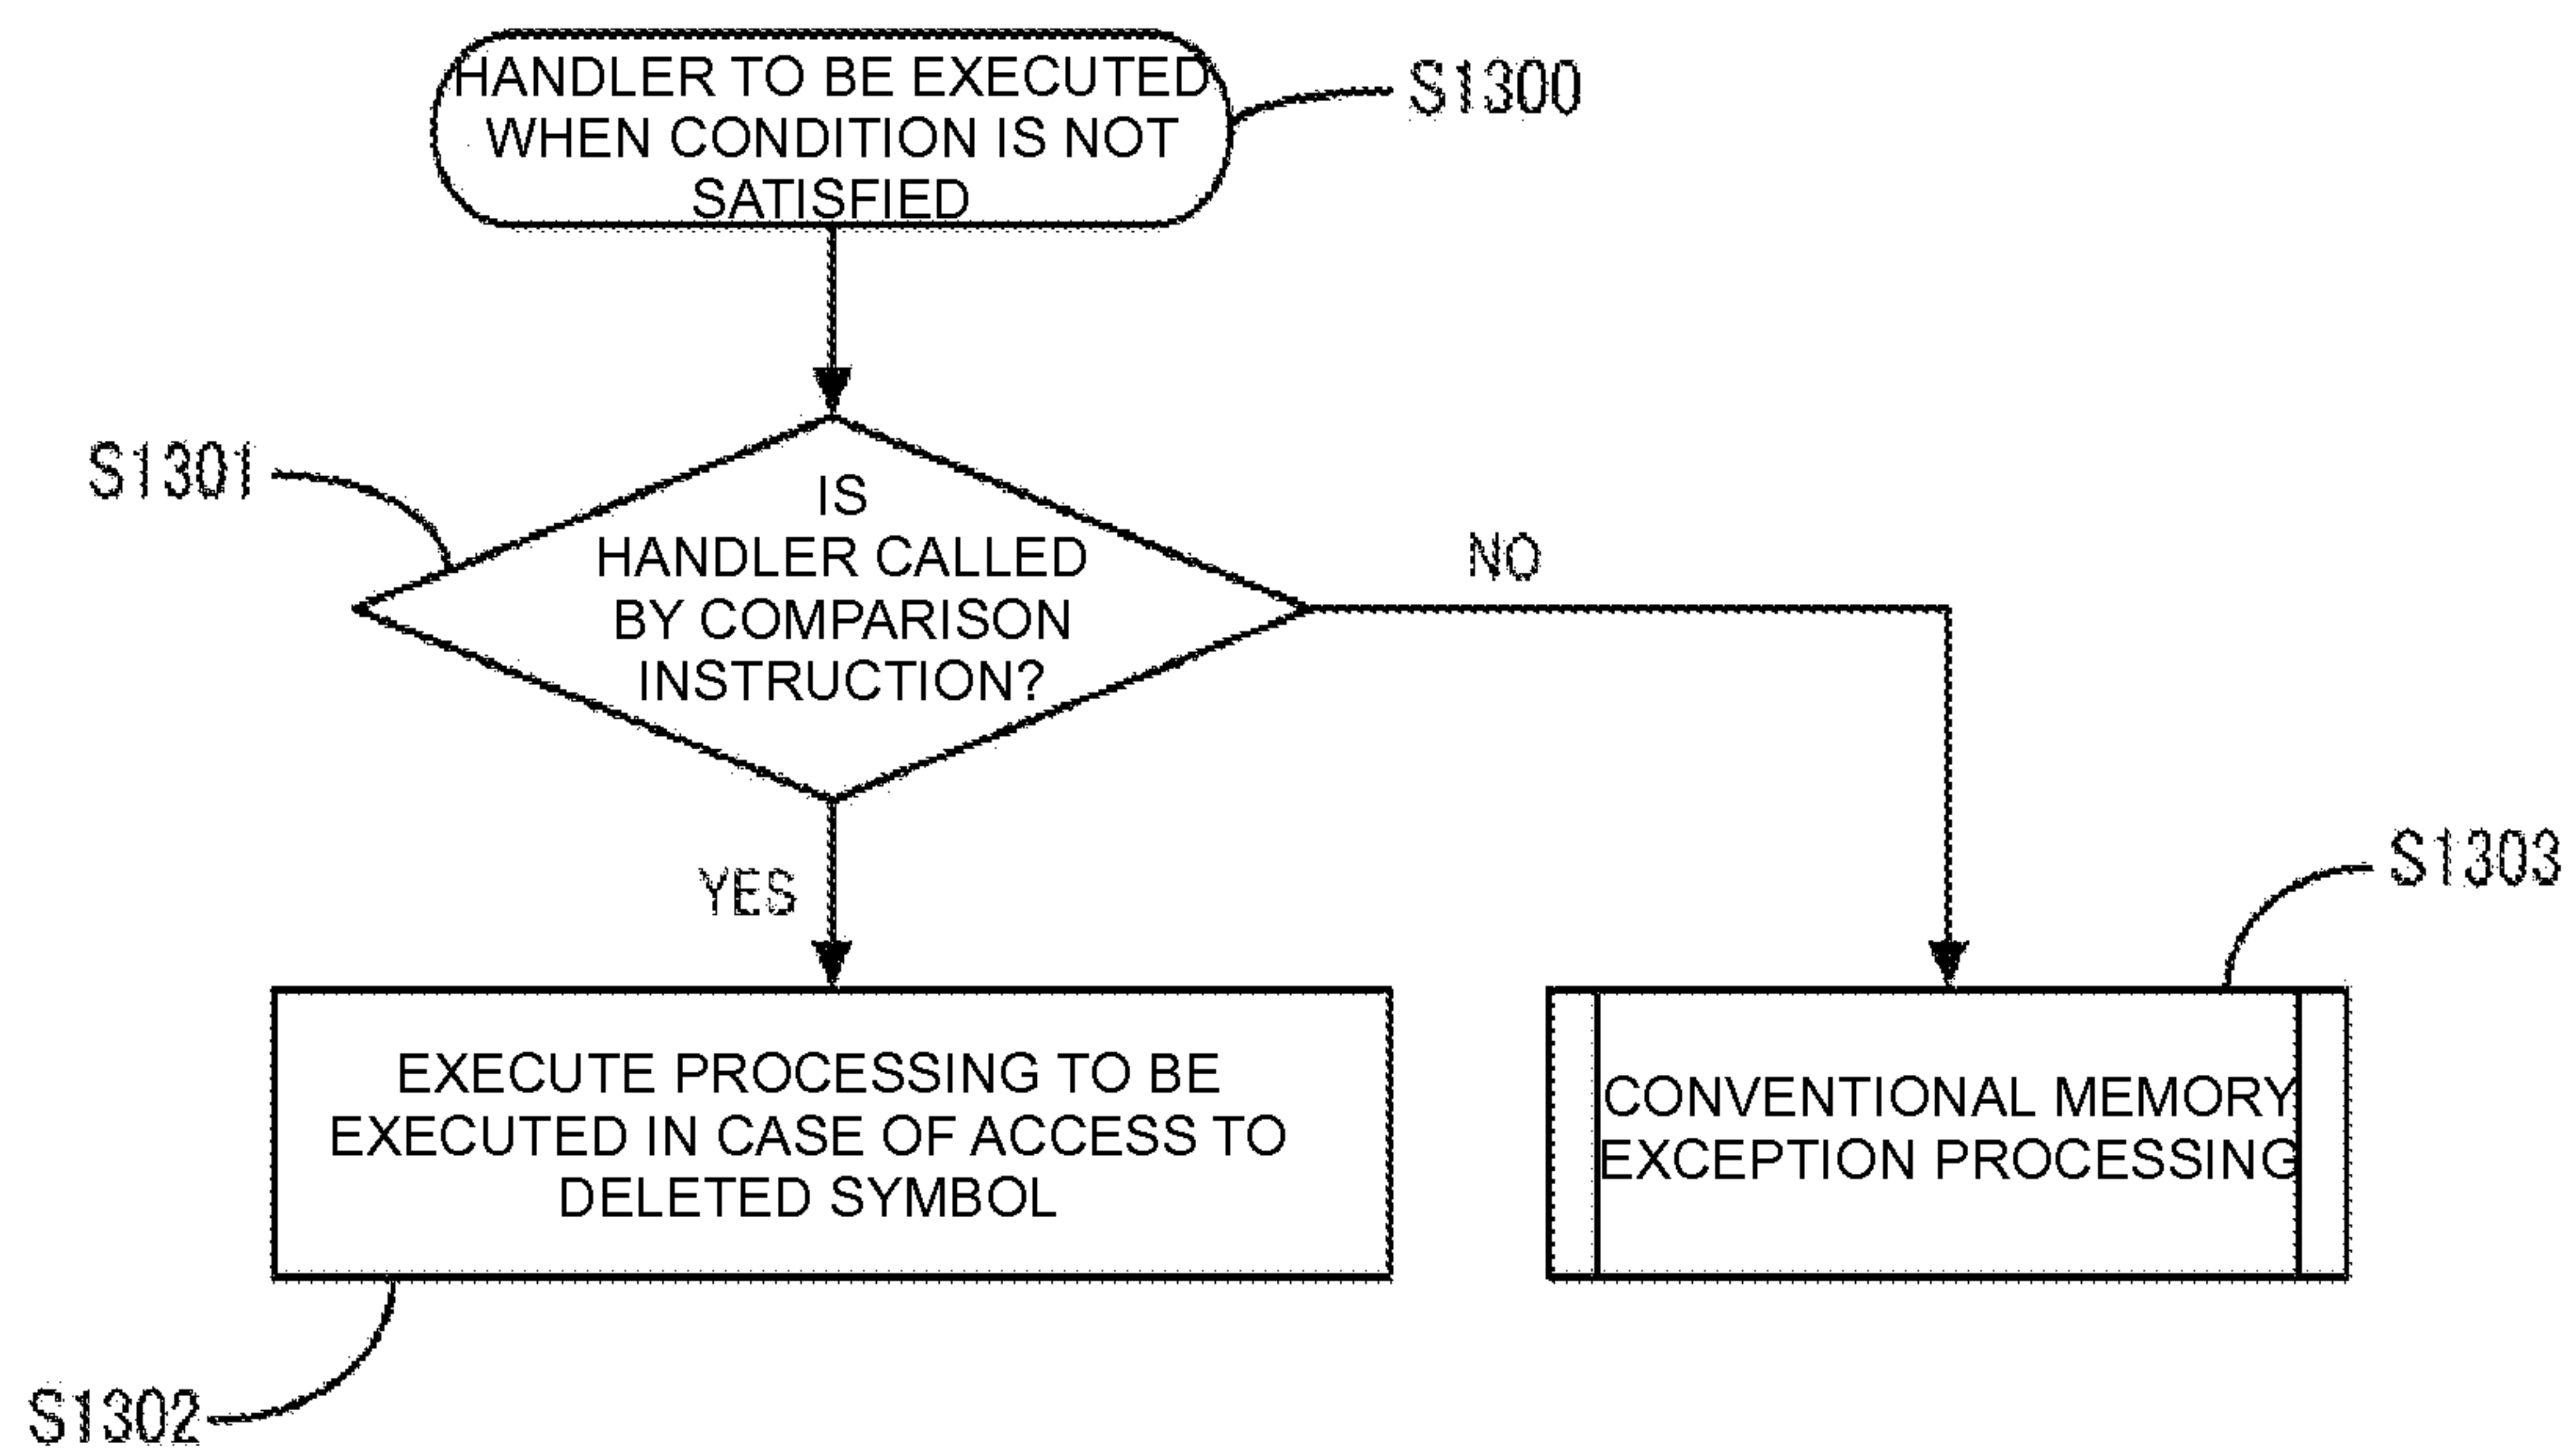 HANDLER TO BE EXECUTED
WHEN CONDITION IS NOT
SATISFIED
S1300
S1301
IS
HANDLER CALLED
BY COMPARISON
INSTRUCTION?
NO
YES
S1303
EXECUTE PROCESSING TO BE
EXECUTED IN CASE OF ACCESS TO
DELETED SYMBOL
CONVENTIONAL MEMORY
EXCEPTION PROCESSING
S1302